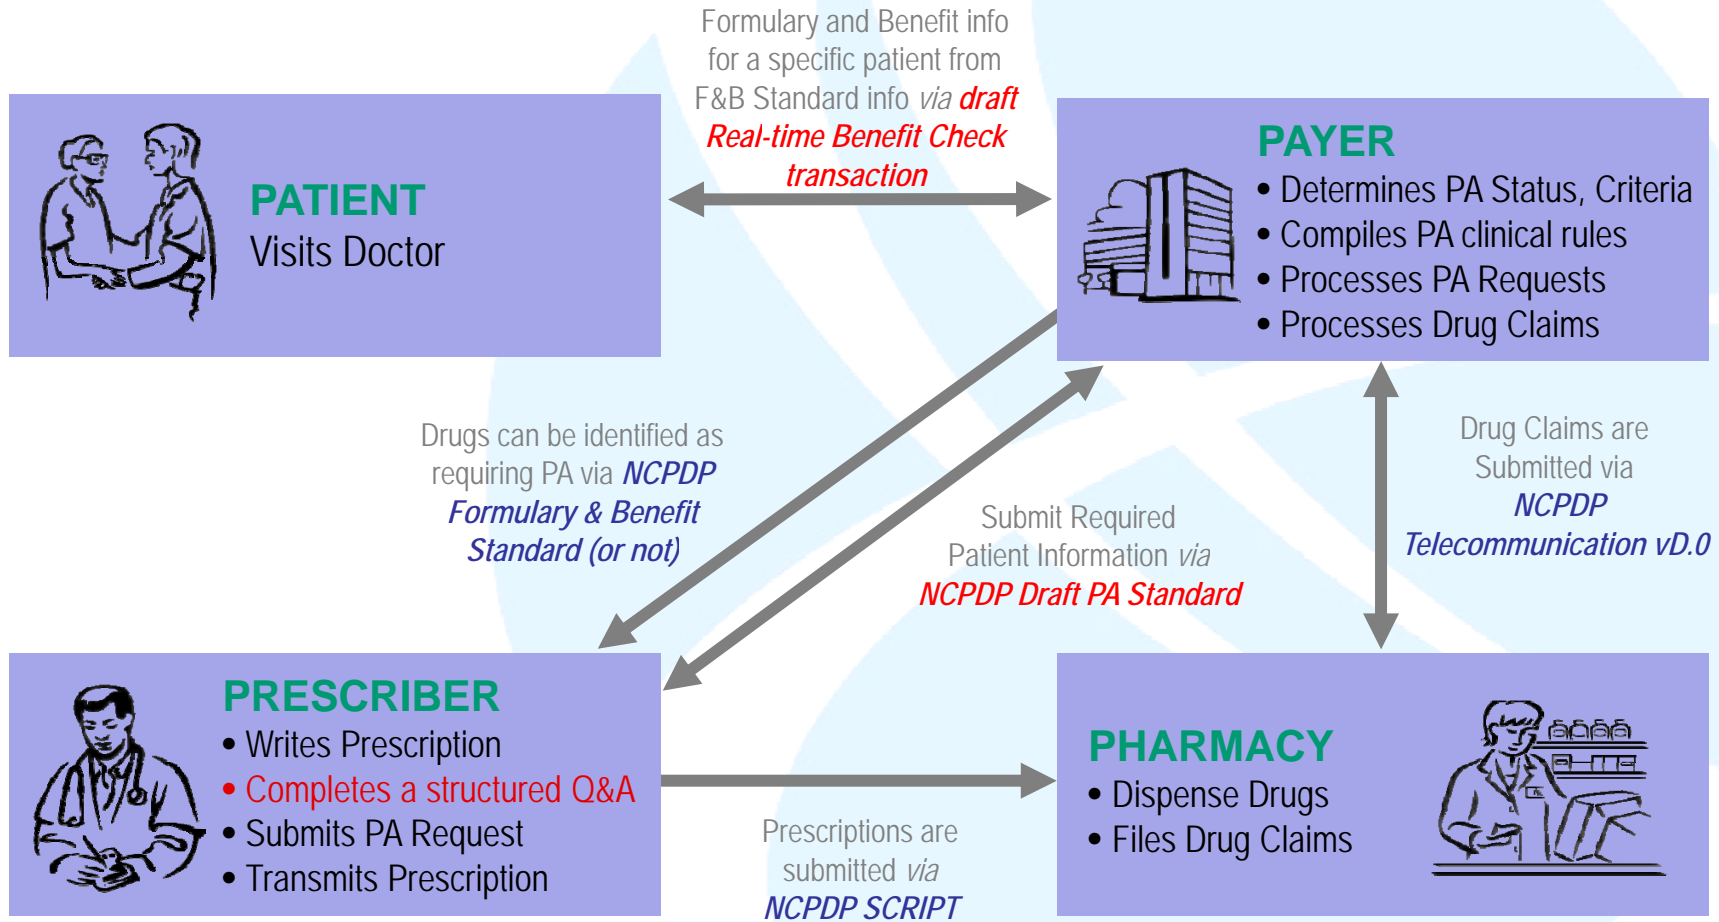 Formulary and Benefit info
for a specific patient from
F&B Standard info via draft
Real-time Benefit Check
transaction
PATIENT
Visits Doctor
PAYER
• Determines PA Status, Criteria
• Compiles PA clinical rules
• Processes PA Requests
• Processes Drug Claims
Drugs can be identified as
requiring PA via NCPDP
Formulary & Benefit
Standard (or not)
Submit Required
Patient Information via
NCPDP Draft PA Standard
Drug Claims are
Submitted via
NCPDP
Telecommunication vD.0
PRESCRIBER
• Writes Prescription
• Completes a structured Q&A
• Submits PA Request
• Transmits Prescription
Prescriptions are
submitted via
NCPDP SCRIPT
PHARMACY
• Dispense Drugs
• Files Drug Claims